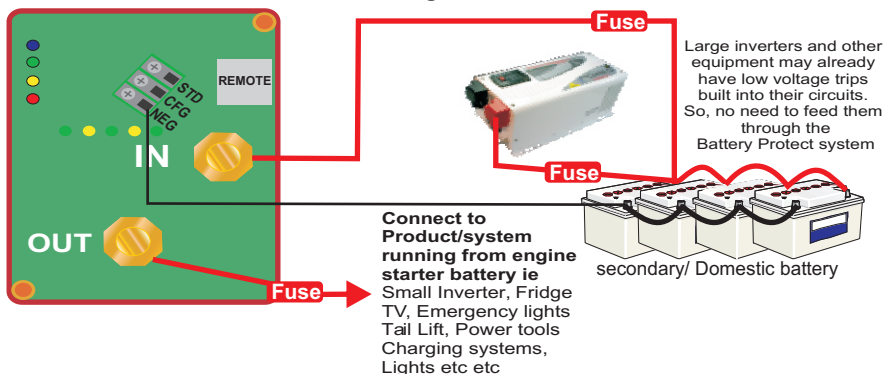 Fuse
REMOTE
STD
CFG
NEG
IN
Large inverters and other
equipment may already
have low voltage trips
built into their circuits.
So, no need to feed them
through the
Battery Protect system
Fuse
OUT
Fuse
Connect to
Product/system
running from engine
starter battery ie
Small Inverter, Fridge
TV, Emergency lights
Tail Lift, Power tools
Charging systems,
Lights etc etc
secondary/ Domestic battery